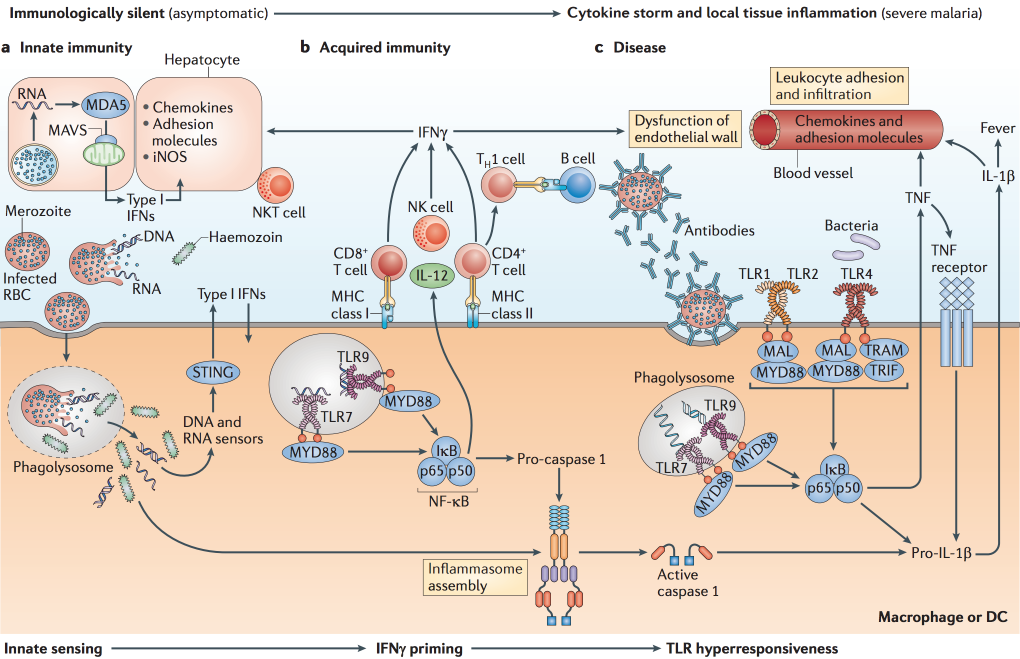 Immunologically silent (asymptomatic)
Cytokine storm and local tissue inflammation (severe malaria)
a Innate immunity
b Acquired immunity
c Disease
Hepatocyte
RNA
MDA5
MAVS
• Chemokines
• Adhesion
molecules
• iNOS
Type I
IFNs
NKT cell
Merozoite
Infected
RBC
DNA
RNA
Haemozoin
Type I IFNs
STING
DNA and
RNA sensors
Phagolysosome
IFNγ
TH1 cell
B cell
NK cell
CD8+
T cell
IL-12
CD4+
T cell
MHC
class I
MHC
class II
TLR9
TLR7
MYD88
MYD88
IκB
p65
p50
NF-κB
Pro-caspase 1
Inflammasome
assembly
Active
caspase 1
Dysfunction of
endothelial wall
Leukocyte adhesion
and infiltration
Chemokines and
adhesion molecules
Blood vessel
Fever
IL-1β
TNF
TNF
receptor
Antibodies
Bacteria
TLR1
TLR2
TLR4
MAL
MYD88
MAL
MYD88
TRAM
TRIF
Phagolysosome
TLR9
TLR7
MYD88
MYD88
IκB
p65
p50
Pro-IL-1β
Macrophage or DC
Innate sensing
IFNγ priming
TLR hyperresponsiveness